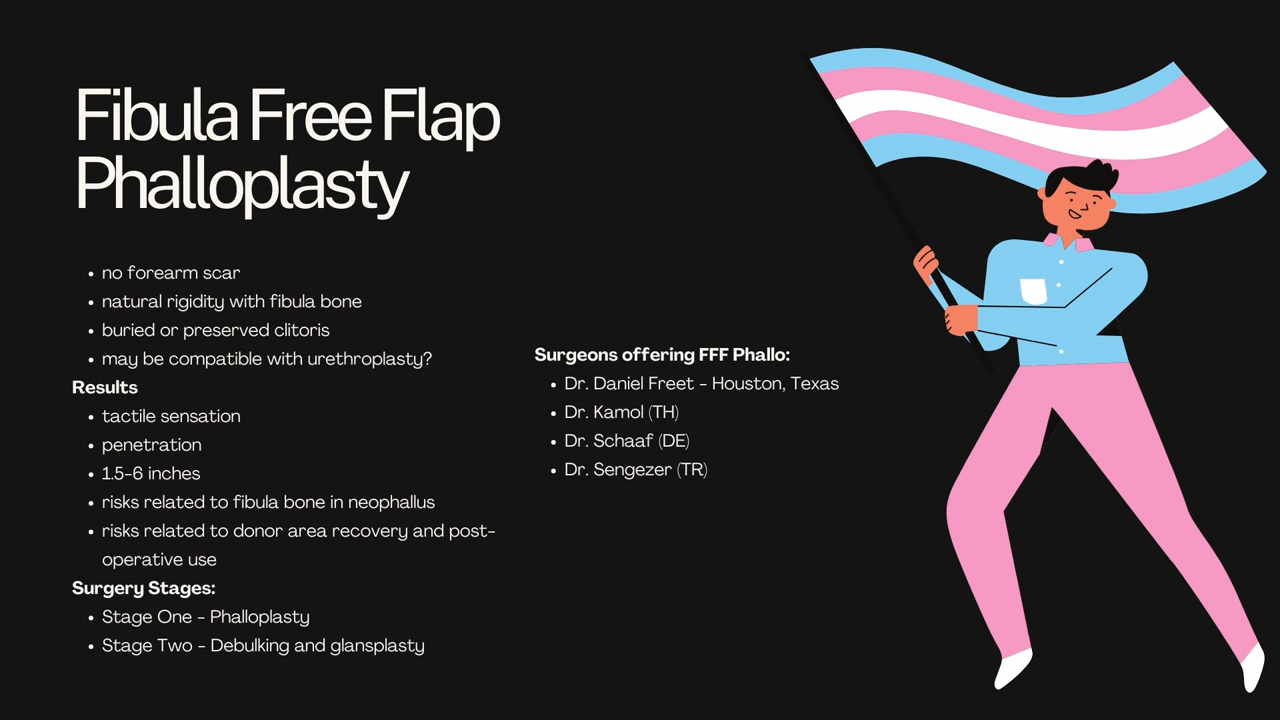 Fibula Free Flap
Phalloplasty
• no forearm scar
• natural rigidity with fibula bone
• buried or preserved clitoris
• may be compatible with urethroplasty?
Results
• tactile sensation
• penetration
• 1.5-6 inches
• risks related to fibula bone in neophallus
• risks related to donor area recovery and post-
operative use
Surgery Stages:
• Stage One - Phalloplasty
• Stage Two - Debulking and glansplasty
Surgeons offering FFF Phallo:
• Dr. Daniel Freet - Houston, Texas
• Dr. Kamol (TH)
• Dr. Schaaf (DE)
• Dr. Sengezer (TR)